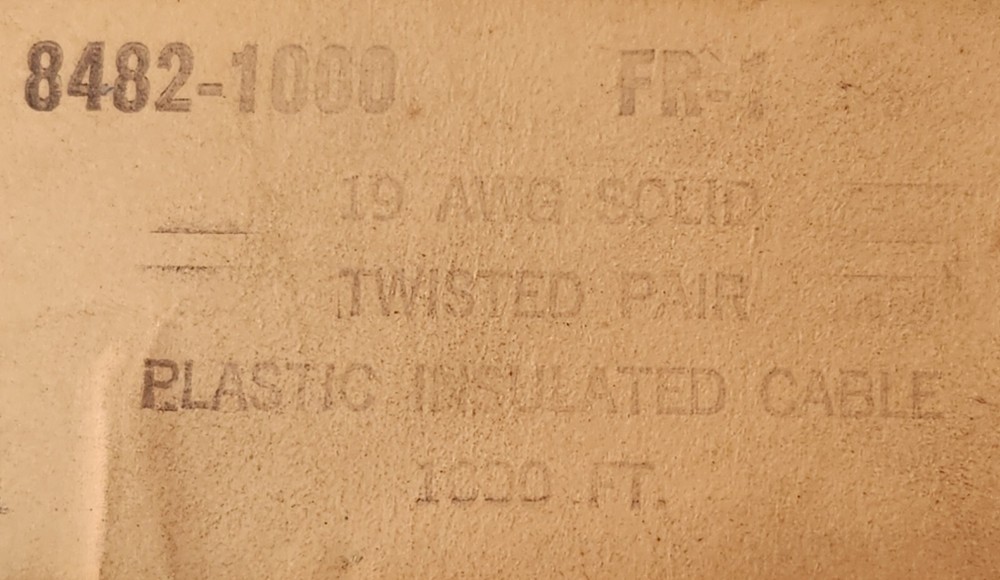 8482-1000 FR-1
19 AWG SOLID
TWISTED PAIR
PLASTIC INSULATED CABLE
1000 FT.